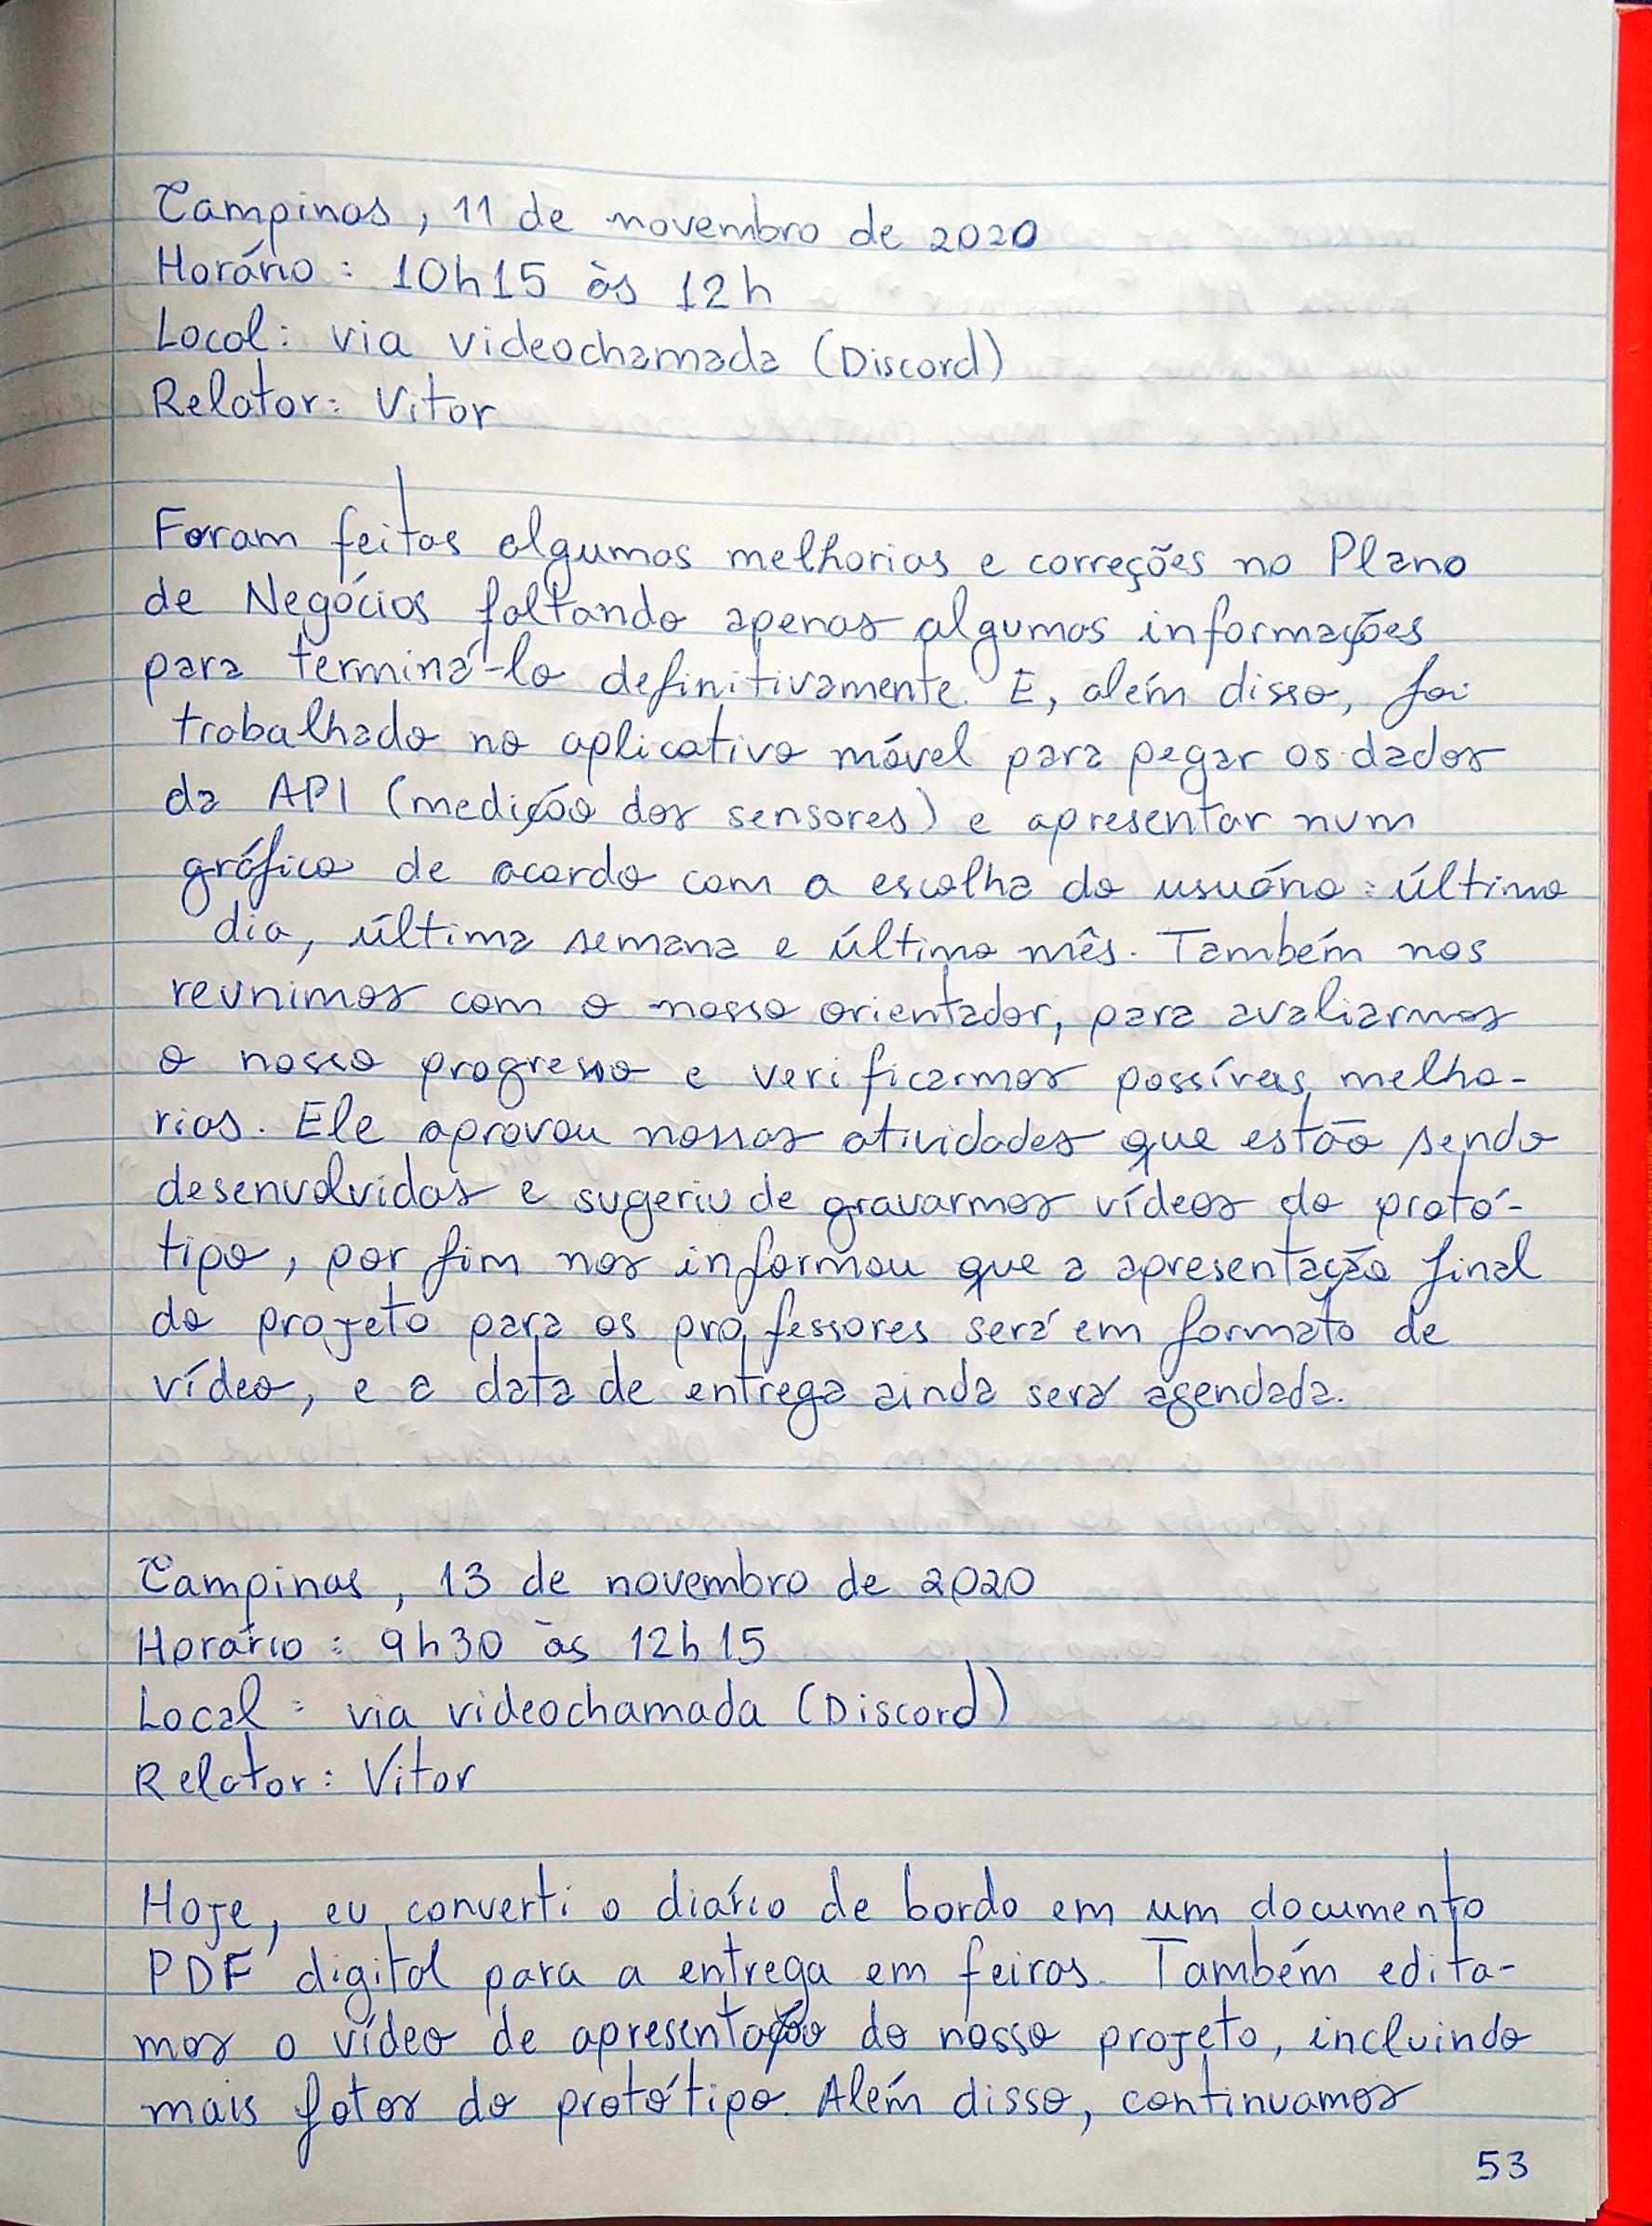 Campinas, 11 de novembro de 2020
Horário: 10h15 às 12h
Local: via videochamada (Discord)
Relator: Vitor
Foram feitas algumas melhorias e correções no Plano
de Negócios faltando apenas algumas informações
para terminá-lo definitivamente. E, além disso, foi
trabalhado no aplicativo móvel para pegar os dados
da API (medição dos sensores) e apresentar num
gráfico de acordo com a escolha do usuário: último
dia, última semana e último mês. Também nos
reunimos com o nosso orientador, para avaliarmos
o nosso progresso e verificarmos possíveis melho-
rias. Ele aprovou nossas atividades que estão sendo
desenvolvidas e sugeriu de gravarmos vídeos do protó-
tipo, por fim nos informou que a apresentação final
do projeto para os professores será em formato de
vídeo, e a data de entrega ainda será agendada.
Campinas, 13 de novembro de 2020
Horário: 9h30 às 12h15
Local: via videochamada (Discord)
Relator: Vitor
Hoje, eu converti o diário de bordo em um documento
PDF digital para a entrega em feiras. Também edita-
mos o vídeo de apresentação do nosso projeto, incluindo
mais fotos do protótipo. Além disso, continuamos
53